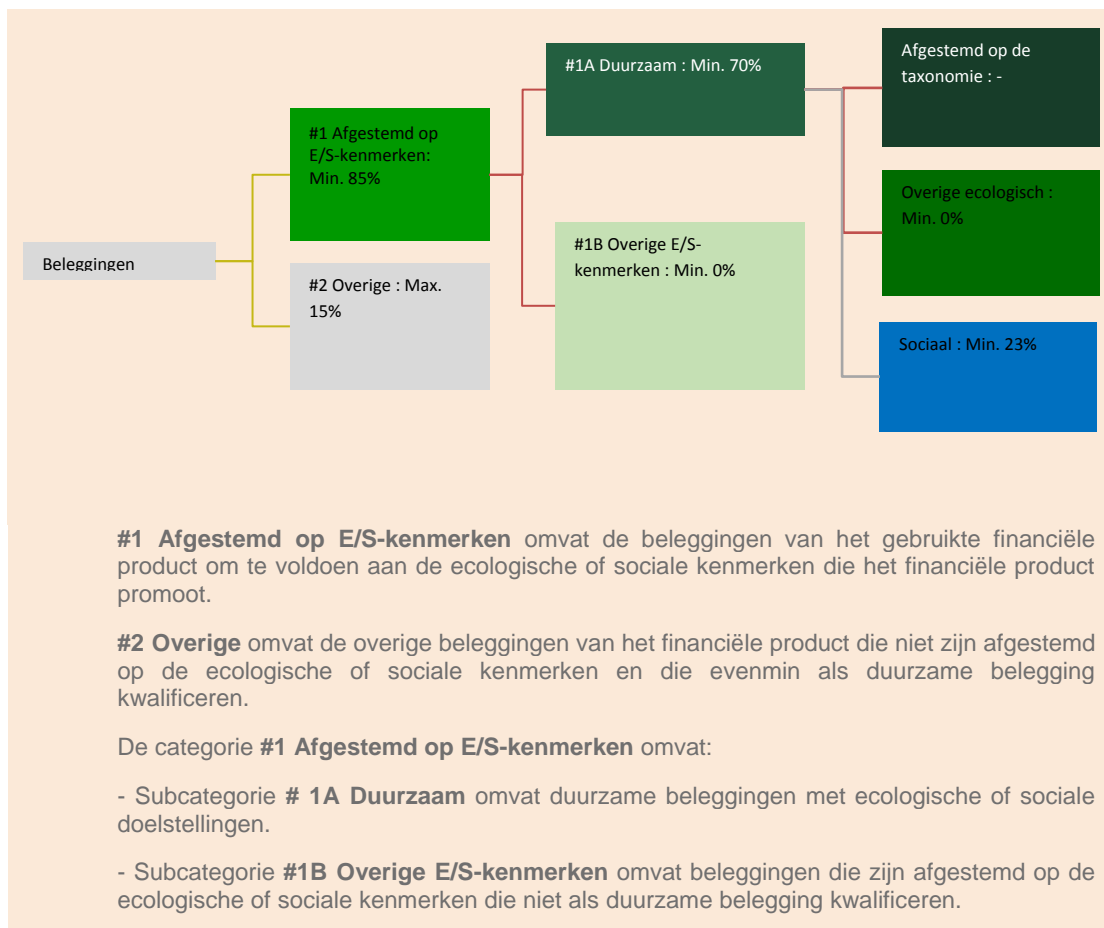 Beleggingen
#1 Afgestemd op
E/S-kenmerken:
Min. 85%
#2 Overige : Max.
15%
#1A Duurzaam : Min. 70%
#1B Overige E/S-
kenmerken : Min. 0%
Afgestemd op de
taxonomie : -
Overige ecologisch :
Min. 0%
Sociaal : Min. 23%
#1 Afgestemd op E/S-kenmerken omvat de beleggingen van het gebruikte financiële
product om te voldoen aan de ecologische of sociale kenmerken die het financiële product
promoot.
#2 Overige omvat de overige beleggingen van het financiële product die niet zijn afgestemd
op de ecologische of sociale kenmerken en die evenmin als duurzame belegging
kwalificeren.
De categorie #1 Afgestemd op E/S-kenmerken omvat:
- Subcategorie # 1A Duurzaam omvat duurzame beleggingen met ecologische of sociale
doelstellingen.
- Subcategorie #1B Overige E/S-kenmerken omvat beleggingen die zijn afgestemd op de
ecologische of sociale kenmerken die niet als duurzame belegging kwalificeren.